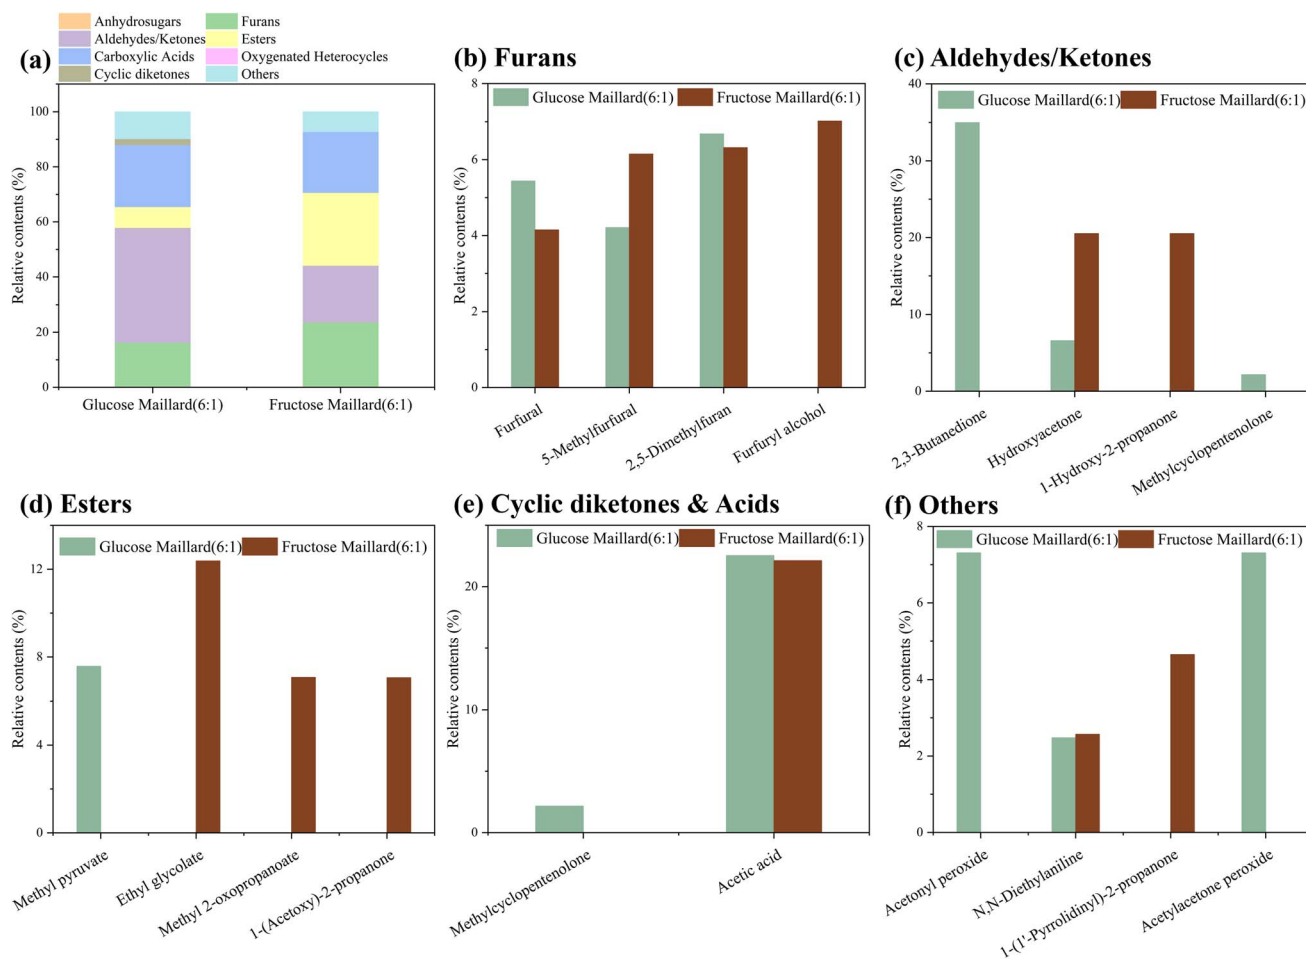 Anhydrosugars
Aldehydes/Ketones
Carboxylic Acids
Cyclic diketones
Furans
Esters
Oxygenated Heterocycles
Others
(a)
Relative contents (%)
100
80
60
40
20
0
Glucose Maillard(6:1)
Fructose Maillard(6:1)
(b) Furans
Glucose Maillard(6:1)
Fructose Maillard(6:1)
Relative contents (%)
8
6
4
2
0
Furfural
5-Methylfurfural
2,5-Dimethylfuran
Furfuryl alcohol
(c) Aldehydes/Ketones
Glucose Maillard(6:1)
Fructose Maillard(6:1)
Relative contents (%)
40
30
20
10
0
2,3-Butanedione
Hydroxyacetone
1-Hydroxy-2-propanone
Methylcyclopentenolone
(d) Esters
Glucose Maillard(6:1)
Fructose Maillard(6:1)
Relative contents (%)
12
8
4
0
Methyl pyruvate
Ethyl glycolate
Methyl 2-oxopropanoate
1-(Acetoxy)-2-propanone
(e) Cyclic diketones & Acids
Glucose Maillard(6:1)
Fructose Maillard(6:1)
Relative contents (%)
20
10
0
Methylcyclopentenolone
Acetic acid
(f) Others
Glucose Maillard(6:1)
Fructose Maillard(6:1)
Relative contents (%)
8
6
4
2
0
Acetonyl peroxide
N,N-Diethylaniline
1-(1'-Pyrrolidinyl)-2-propanone
Acetylacetone peroxide